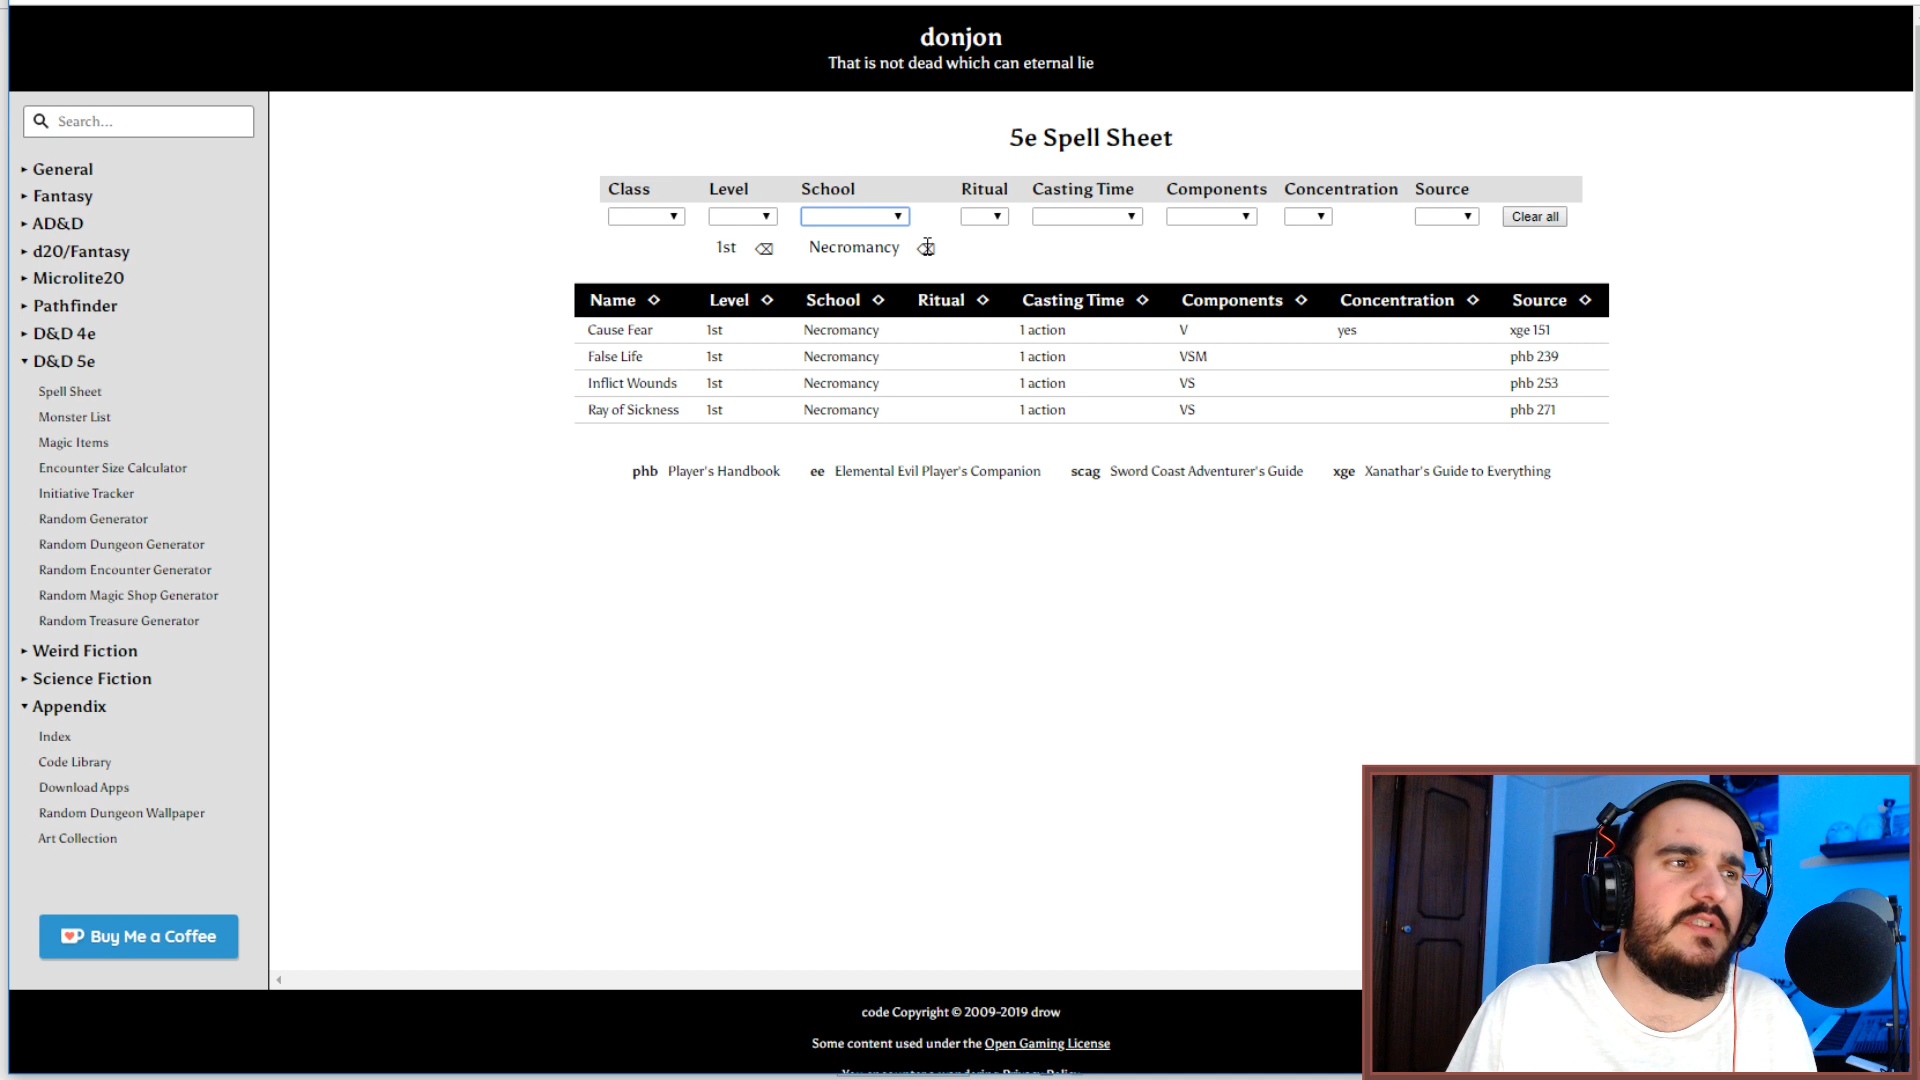 donjon
That is not dead which can eternal lie
Search...
General
Fantasy
AD&D
d20/Fantasy
Microlite20
Pathfinder
D&D 4e
D&D 5e
Spell Sheet
Monster List
Magic Items
Encounter Size Calculator
Initiative Tracker
Random Generator
Random Dungeon Generator
Random Encounter Generator
Random Magic Shop Generator
Random Treasure Generator
Weird Fiction
Science Fiction
Appendix
Index
Code Library
Download Apps
Random Dungeon Wallpaper
Art Collection
Buy Me a Coffee
5e Spell Sheet
Class Level School Ritual Casting Time Components Concentration Source
Clear all
1st Necromancy
Name Level School Ritual Casting Time Components Concentration Source
Cause Fear 1st Necromancy 1 action V yes xge 151
False Life 1st Necromancy 1 action VSM phb 239
Inflict Wounds 1st Necromancy 1 action VS phb 253
Ray of Sickness 1st Necromancy 1 action VS phb 271
phb Player's Handbook ee Elemental Evil Player's Companion scag Sword Coast Adventurer's Guide xge Xanathar's Guide to Everything
code Copyright © 2009-2019 drow
Some content used under the Open Gaming License
You encounter a wandering Privacy Policy